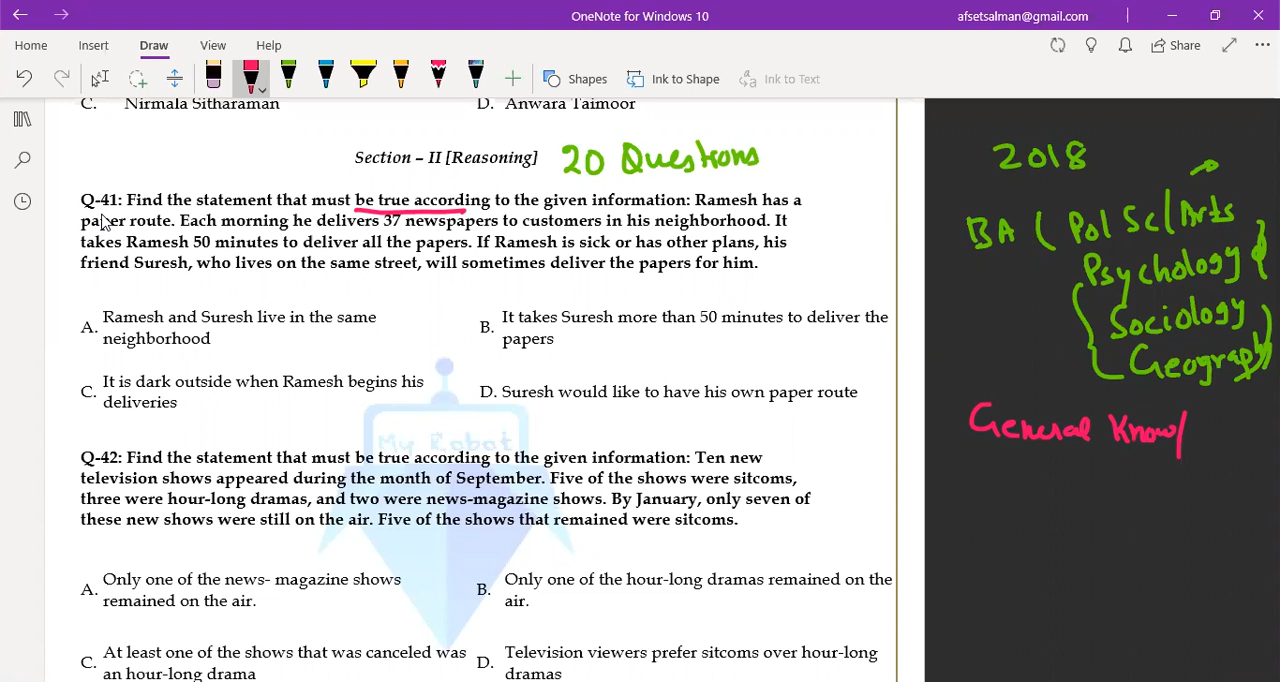 OneNote for Windows 10
afsetsalman@gmail.com
Home Insert Draw View Help
Share
Shapes
Ink to Shape
Ink to Text
C. Nirmala Sitharaman
D. Anwara Taimoor
Section – II [Reasoning]
20 Questions
Q-41: Find the statement that must be true according to the given information: Ramesh has a
paper route. Each morning he delivers 37 newspapers to customers in his neighborhood. It
takes Ramesh 50 minutes to deliver all the papers. If Ramesh is sick or has other plans, his
friend Suresh, who lives on the same street, will sometimes deliver the papers for him.
A. Ramesh and Suresh live in the same
neighborhood
B. It takes Suresh more than 50 minutes to deliver the
papers
C. It is dark outside when Ramesh begins his
deliveries
D. Suresh would like to have his own paper route
My Robot
Q-42: Find the statement that must be true according to the given information: Ten new
television shows appeared during the month of September. Five of the shows were sitcoms,
three were hour-long dramas, and two were news-magazine shows. By January, only seven of
these new shows were still on the air. Five of the shows that remained were sitcoms.
A. Only one of the news- magazine shows
remained on the air.
B. Only one of the hour-long dramas remained on the
air.
C. At least one of the shows that was canceled was
an hour-long drama
D. Television viewers prefer sitcoms over hour-long
dramas
2018
BA ( Pol Sc/Arts
Psychology
Sociology
Geography
General Know